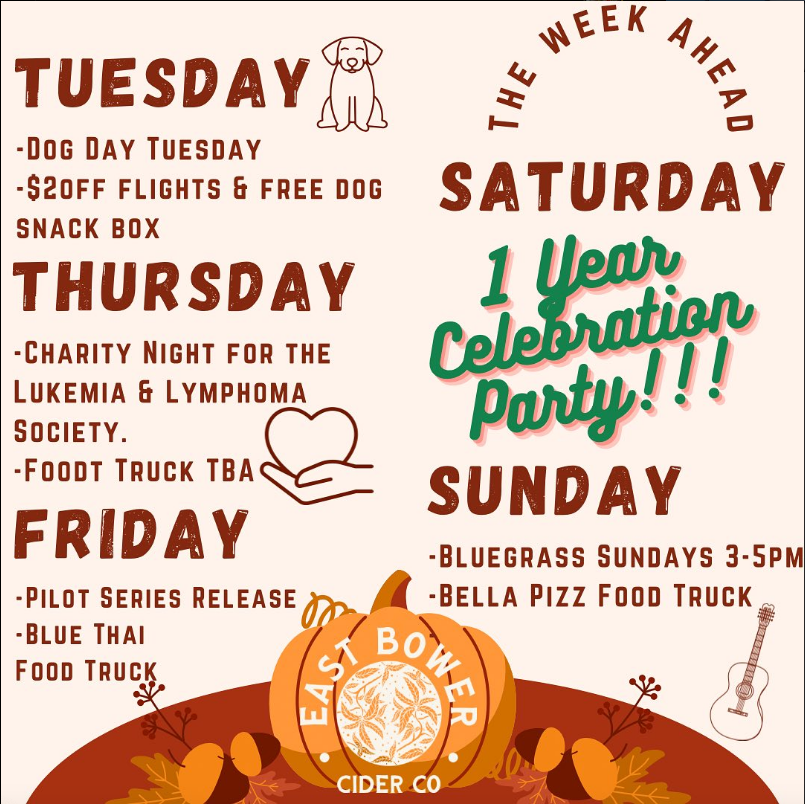 THE WEEK AHEAD
TUESDAY
-DOG DAY TUESDAY
-$2OFF FLIGHTS & FREE DOG
SNACK BOX
THURSDAY
-CHARITY NIGHT FOR THE
LUKEMIA & LYMPHOMA
SOCIETY.
-FOODT TRUCK TBA
FRIDAY
-PILOT SERIES RELEASE
-BLUE THAI
FOOD TRUCK
SATURDAY
1 Year
Celebration
Party!!!
SUNDAY
-BLUEGRASS SUNDAYS 3-5PM
-BELLA PIZZ FOOD TRUCK
EAST BOWER
CIDER CO